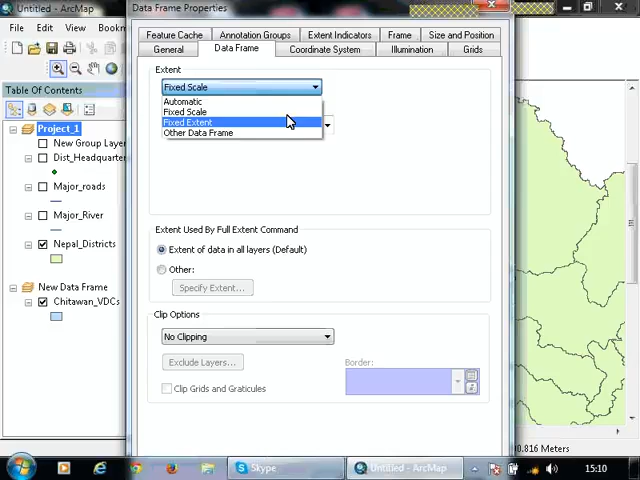 Untitled - ArcMap
Data Frame Properties
File Edit View Bookm
Table Of Contents
Project_1
New Group Layer
Dist_Headquarter
Major_roads
Major_River
Nepal_Districts
New Data Frame
Chitawan_VDCs
Feature Cache Annotation Groups Extent Indicators Frame Size and Position
General Data Frame Coordinate System Illumination Grids
Extent
Fixed Scale
Automatic
Fixed Scale
Fixed Extent
Other Data Frame
Extent Used By Full Extent Command
Extent of data in all layers (Default)
Other:
Specify Extent...
Clip Options
No Clipping
Exclude Layers...
Border:
Clip Grids and Graticules
0.816 Meters
Skype
Untitled - ArcMap
15:10